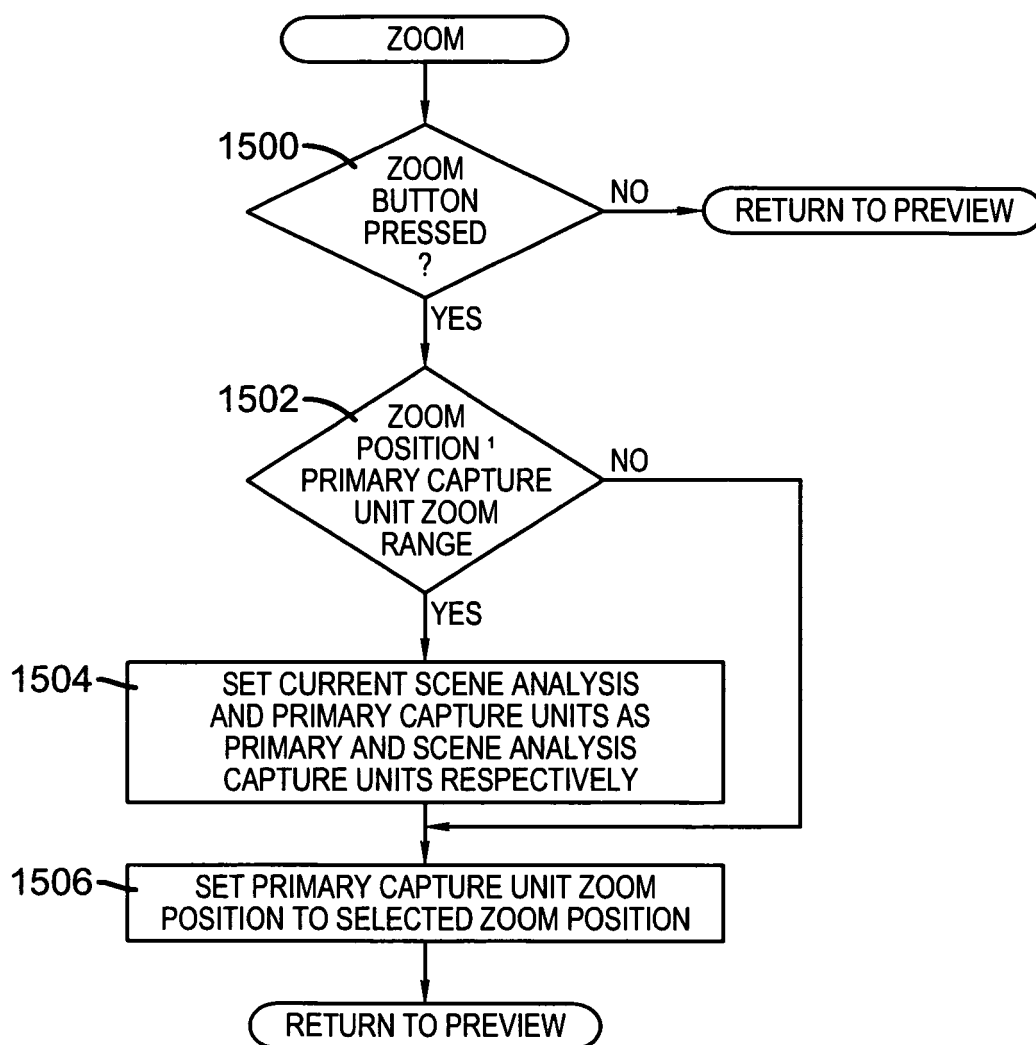 ZOOM
1500
ZOOM
BUTTON
PRESSED
?
NO
RETURN TO PREVIEW
YES
1502
ZOOM
POSITION ¹
PRIMARY CAPTURE
UNIT ZOOM
RANGE
NO
YES
1504
SET CURRENT SCENE ANALYSIS
AND PRIMARY CAPTURE UNITS AS
PRIMARY AND SCENE ANALYSIS
CAPTURE UNITS RESPECTIVELY
1506
SET PRIMARY CAPTURE UNIT ZOOM
POSITION TO SELECTED ZOOM POSITION
RETURN TO PREVIEW